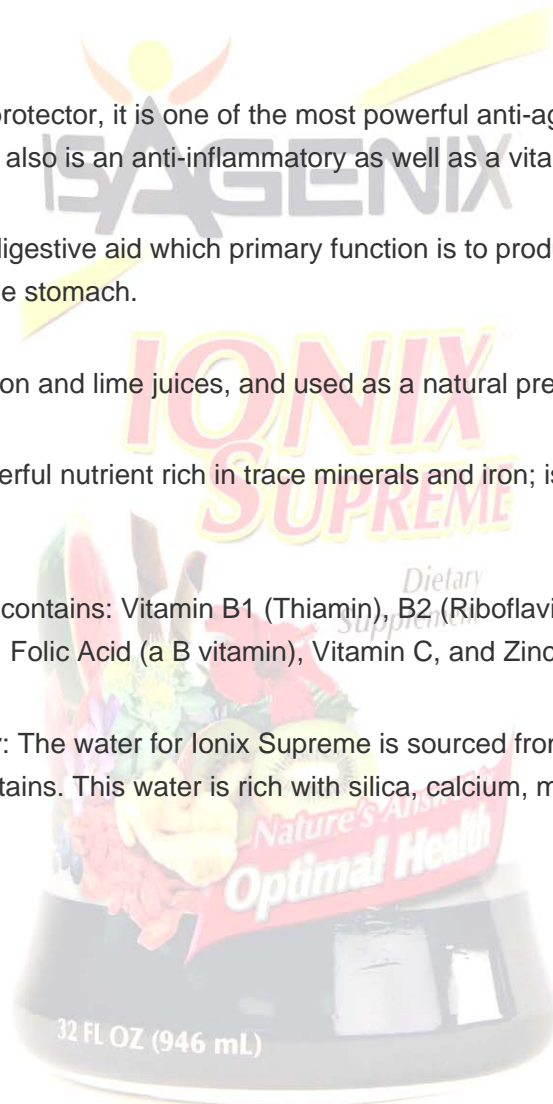 ISAGENIX
protector, it is one of the most powerful anti-ag
also is an anti-inflammatory as well as a vita
digestive aid which primary function is to prod
e stomach.
IONIX
on and lime juices, and used as a natural pre
SUPREME
erful nutrient rich in trace minerals and iron; is
Dietary
Supplement
contains: Vitamin B1 (Thiamin), B2 (Riboflavi
Folic Acid (a B vitamin), Vitamin C, and Zinc
: The water for Ionix Supreme is sourced from
tains. This water is rich with silica, calcium, m
Nature's Answer
Optimal Health
32 FL OZ (946 mL)